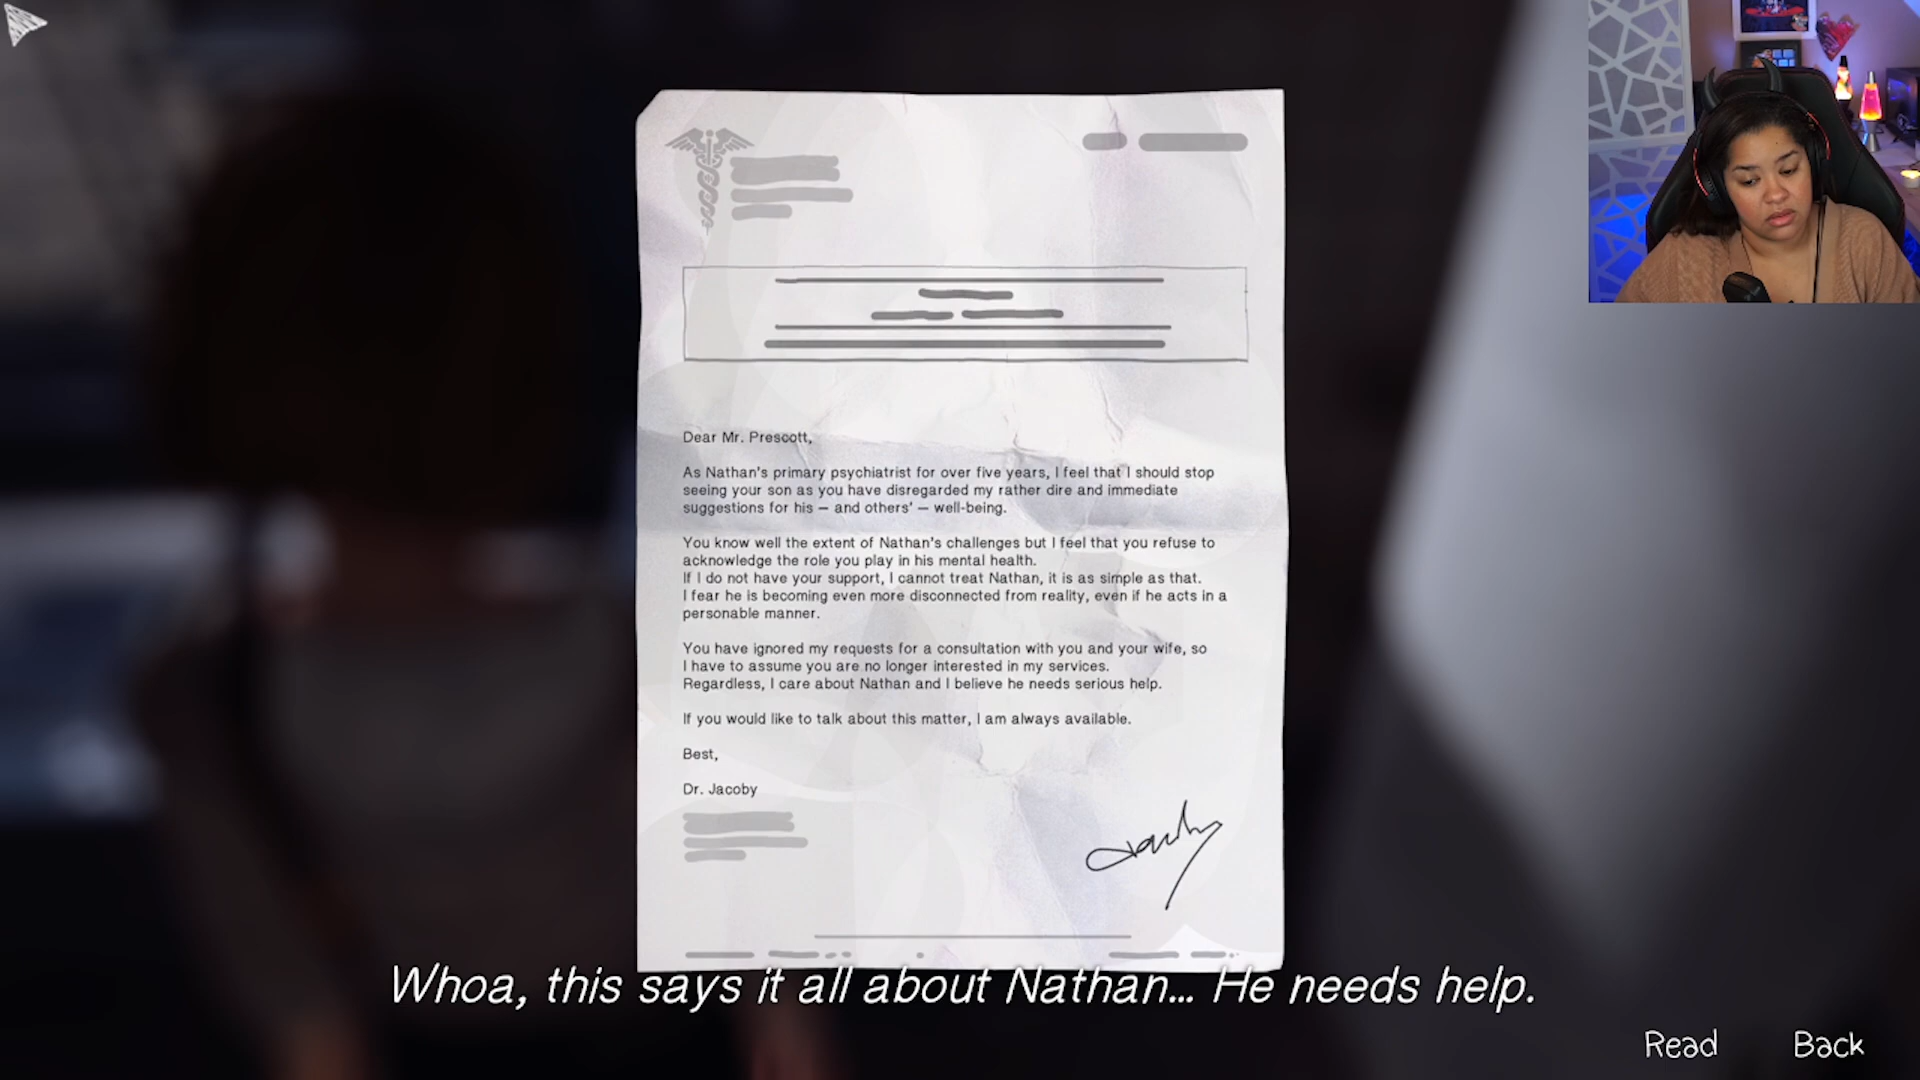 Dear Mr. Prescott,
As Nathan's primary psychiatrist for over five years, I feel that I should stop
seeing your son as you have disregarded my rather dire and immediate
suggestions for his – and others' – well-being.
You know well the extent of Nathan's challenges but I feel that you refuse to
acknowledge the role you play in his mental health.
If I do not have your support, I cannot treat Nathan, it is as simple as that.
I fear he is becoming even more disconnected from reality, even if he acts in a
personable manner.
You have ignored my requests for a consultation with you and your wife, so
I have to assume you are no longer interested in my services.
Regardless, I care about Nathan and I believe he needs serious help.
If you would like to talk about this matter, I am always available.
Best,
Dr. Jacoby
Whoa, this says it all about Nathan... He needs help.
Read
Back